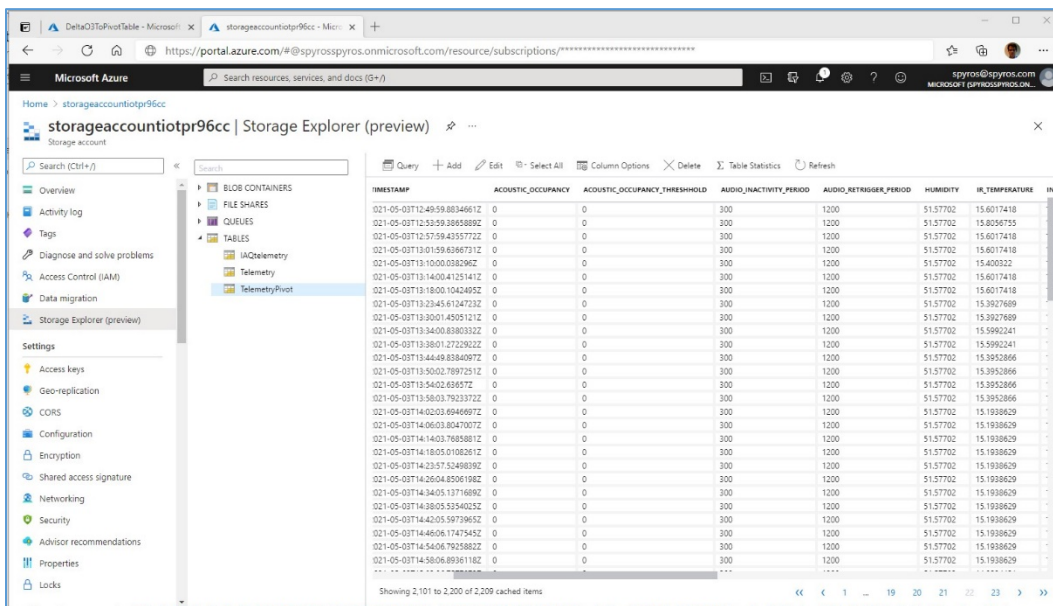 DeltaO3ToPivotTable - Microsoft
storageaccountiotpr96cc - Micro
https://portal.azure.com/#@spyrosspyros.onmicrosoft.com/resource/subscriptions/********************************
Microsoft Azure
Search resources, services, and docs (G+/)
spyros@spyros.com
MICROSOFT (SPYROSSPYROS.ON...
Home > storageaccountiotpr96cc
storageaccountiotpr96cc | Storage Explorer (preview)
Storage account
Search (Ctrl+/)
Overview
Activity log
Tags
Diagnose and solve problems
Access Control (IAM)
Data migration
Storage Explorer (preview)
Settings
Access keys
Geo-replication
CORS
Configuration
Encryption
Shared access signature
Networking
Security
Advisor recommendations
Properties
Locks
Search
BLOB CONTAINERS
FILE SHARES
QUEUES
TABLES
IAQtelemetry
Telemetry
TelemetryPivot
Query Add Edit Select All Column Options Delete Table Statistics Refresh
TIMESTAMP ACOUSTIC_OCCUPANCY ACOUSTIC_OCCUPANCY_THRESHHOLD AUDIO_INACTIVITY_PERIOD AUDIO_RETRIGGER_PERIOD HUMIDITY IR_TEMPERATURE IN
021-05-03T12:49:59.8834661Z 0 0 300 1200 51.57702 15.6017418
021-05-03T12:53:59.3865889Z 0 0 300 1200 51.57702 15.8056755
021-05-03T12:57:59.4355772Z 0 0 300 1200 51.57702 15.6017418
021-05-03T13:01:59.6366731Z 0 0 300 1200 51.57702 15.6017418
021-05-03T13:10:00.038296Z 0 0 300 1200 51.57702 15.400322
021-05-03T13:14:00.4125141Z 0 0 300 1200 51.57702 15.6017418
021-05-03T13:18:00.1042495Z 0 0 300 1200 51.57702 15.6017418
021-05-03T13:23:45.6124723Z 0 0 300 1200 51.57702 15.3927689
021-05-03T13:30:01.4505121Z 0 0 300 1200 51.57702 15.3927689
021-05-03T13:34:00.8380332Z 0 0 300 1200 51.57702 15.5992241
021-05-03T13:38:01.2722922Z 0 0 300 1200 51.57702 15.5992241
021-05-03T13:44:49.8384097Z 0 0 300 1200 51.57702 15.3952866
021-05-03T13:50:02.7897251Z 0 0 300 1200 51.57702 15.3952866
021-05-03T13:54:02.63657Z 0 0 300 1200 51.57702 15.3952866
021-05-03T13:58:03.7923372Z 0 0 300 1200 51.57702 15.3952866
021-05-03T14:02:03.6946697Z 0 0 300 1200 51.57702 15.1938629
021-05-03T14:06:03.8047007Z 0 0 300 1200 51.57702 15.1938629
021-05-03T14:14:03.7685881Z 0 0 300 1200 51.57702 15.1938629
021-05-03T14:18:05.0108261Z 0 0 300 1200 51.57702 15.1938629
021-05-03T14:23:57.5249839Z 0 0 300 1200 51.57702 15.1938629
021-05-03T14:26:04.8506198Z 0 0 300 1200 51.57702 15.1938629
021-05-03T14:34:05.1371689Z 0 0 300 1200 51.57702 15.1938629
021-05-03T14:38:05.5354025Z 0 0 300 1200 51.57702 15.1938629
021-05-03T14:42:05.5973965Z 0 0 300 1200 51.57702 15.1938629
021-05-03T14:46:06.1747545Z 0 0 300 1200 51.57702 15.1938629
021-05-03T14:54:06.7925882Z 0 0 300 1200 51.57702 15.1938629
021-05-03T14:58:06.8936118Z 0 0 300 1200 51.57702 15.1938629
Showing 2,101 to 2,200 of 2,209 cached items
1 ... 19 20 21 22 23